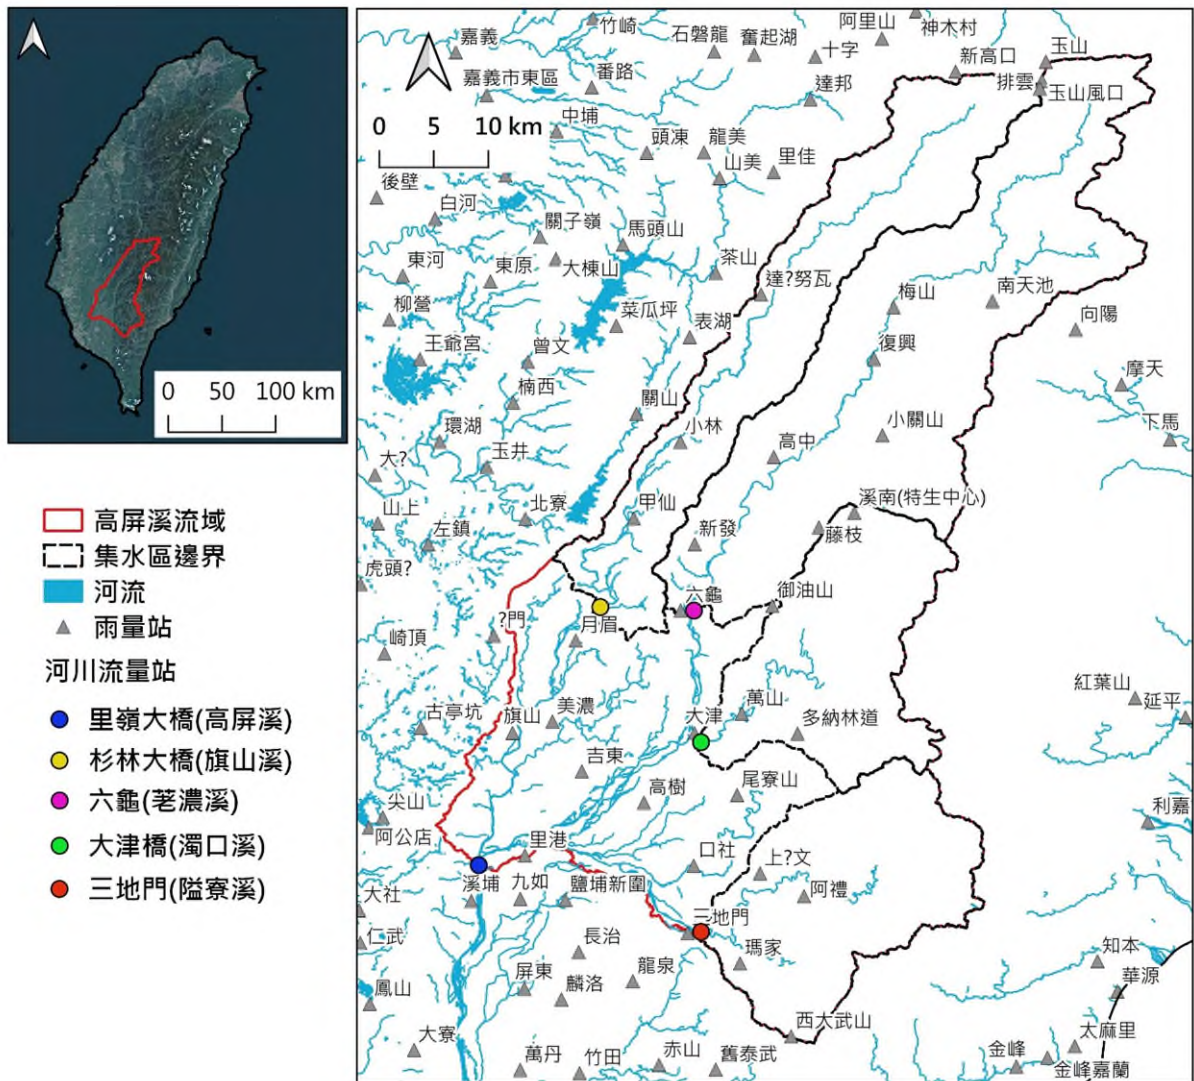 0 50 100 km
高屏溪流域
集水區邊界
河流
雨量站
河川流量站
里嶺大橋(高屏溪)
杉林大橋(旗山溪)
六龜(荖濃溪)
大津橋(濁口溪)
三地門(隘寮溪)
0 5 10 km
竹崎
嘉義
石磐龍
奮起湖
阿里山
神木村
十字
新高口
玉山
嘉義市東區
番路
達邦
排雲
玉山風口
中埔
頭凍
龍美
山美
里佳
後壁
白河
關子嶺
馬頭山
東河
東原
大棟山
茶山
達?努瓦
梅山
南天池
柳營
菜瓜坪
表湖
向陽
王爺宮
曾文
復興
摩天
楠西
關山
環湖
小林
小關山
下馬
大?
玉井
高中
山上
北寮
甲仙
溪南(特生中心)
左鎮
新發
藤枝
虎頭?
六龜
御油山
?門
月眉
崎頂
紅葉山
延平
古亭坑
旗山
美濃
大津
萬山
多納林道
吉東
尖山
高樹
尾寮山
利嘉
阿公店
里港
口社
上?文
大社
溪埔
九如
鹽埔新圍
阿禮
仁武
三地門
長治
瑪家
知本
鳳山
屏東
麟洛
龍泉
華源
大寮
西大武山
太麻里
萬丹
竹田
赤山
舊泰武
金峰
金峰嘉蘭